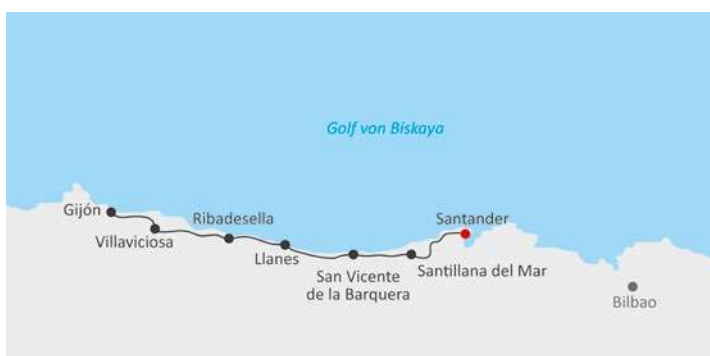 Golf von Biskaya
Gijón
Villaviciosa
Ribadesella
Llanes
San Vicente
de la Barquera
Santander
Santillana del Mar
Bilbao